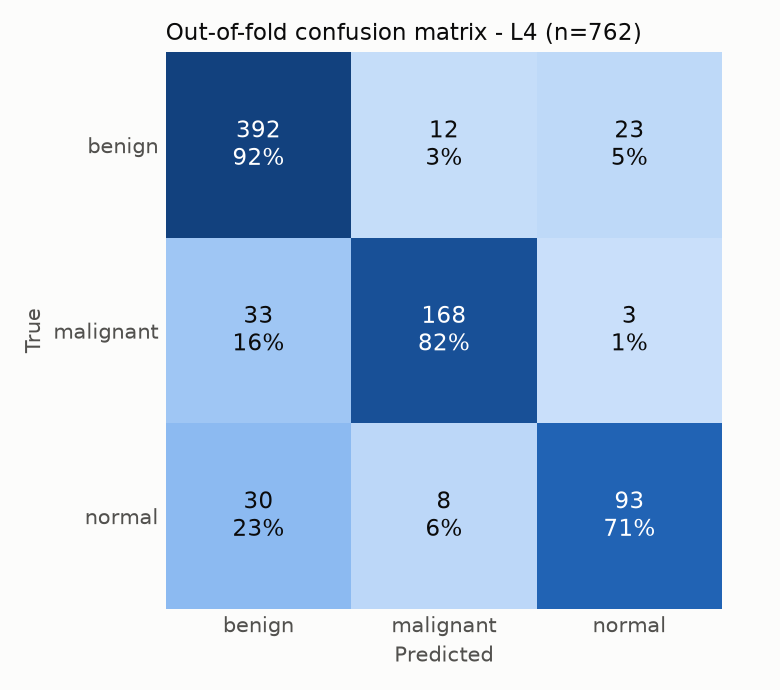 Out-of-fold confusion matrix - L4 (n=762)
benign
392
92%
12
3%
23
5%
True
malignant
33
16%
168
82%
3
1%
normal
30
23%
8
6%
93
71%
benign
malignant
normal
Predicted